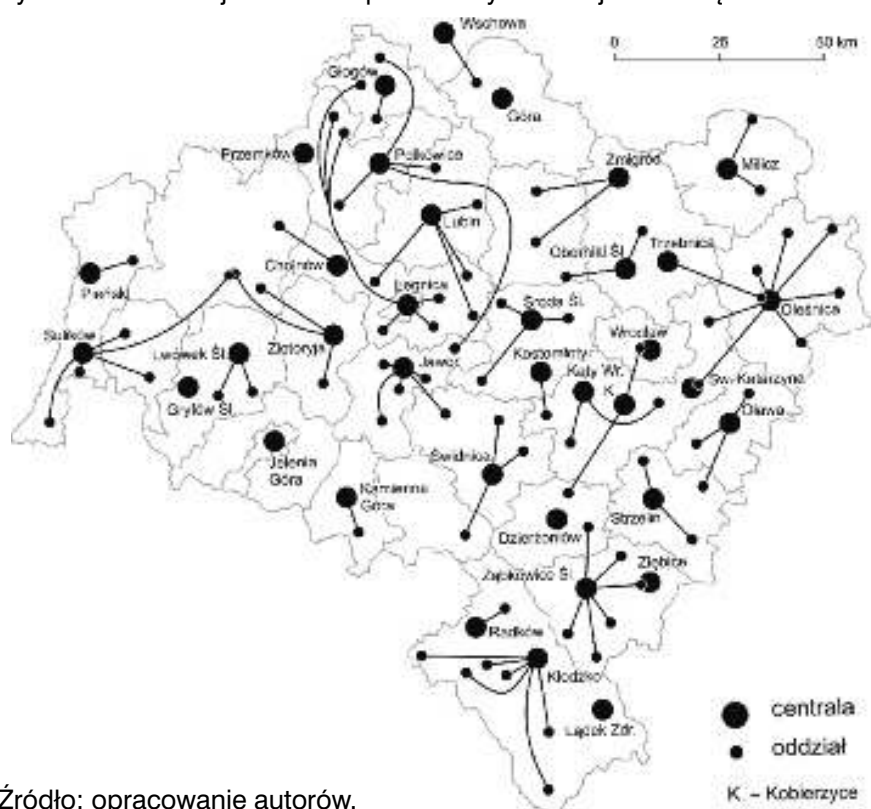 Wschowa
0 25 50 km
Głogów
Góra
Przemków
Polkowice
Żmigród
Milicz
Lubin
Oborniki Śl.
Trzebnica
Chojnów
Pieńsk
Legnica
Środa Śl.
Oleśnica
Sulików
Lwówek Śl.
Złotoryja
Wrocław
Jawor
Kostomłoty
Kąty Wr.
K.
Św. Katarzyna
Gryfów Śl.
Oława
Jelenia
Góra
Świdnica
Kamienna
Góra
Strzelin
Dzierżoniów
Ząbkowice Śl.
Ziębice
Radków
Kłodzko
Lądek Zdr.
centrala
oddział
K. – Kobierzyce
Źródło: opracowanie autorów.